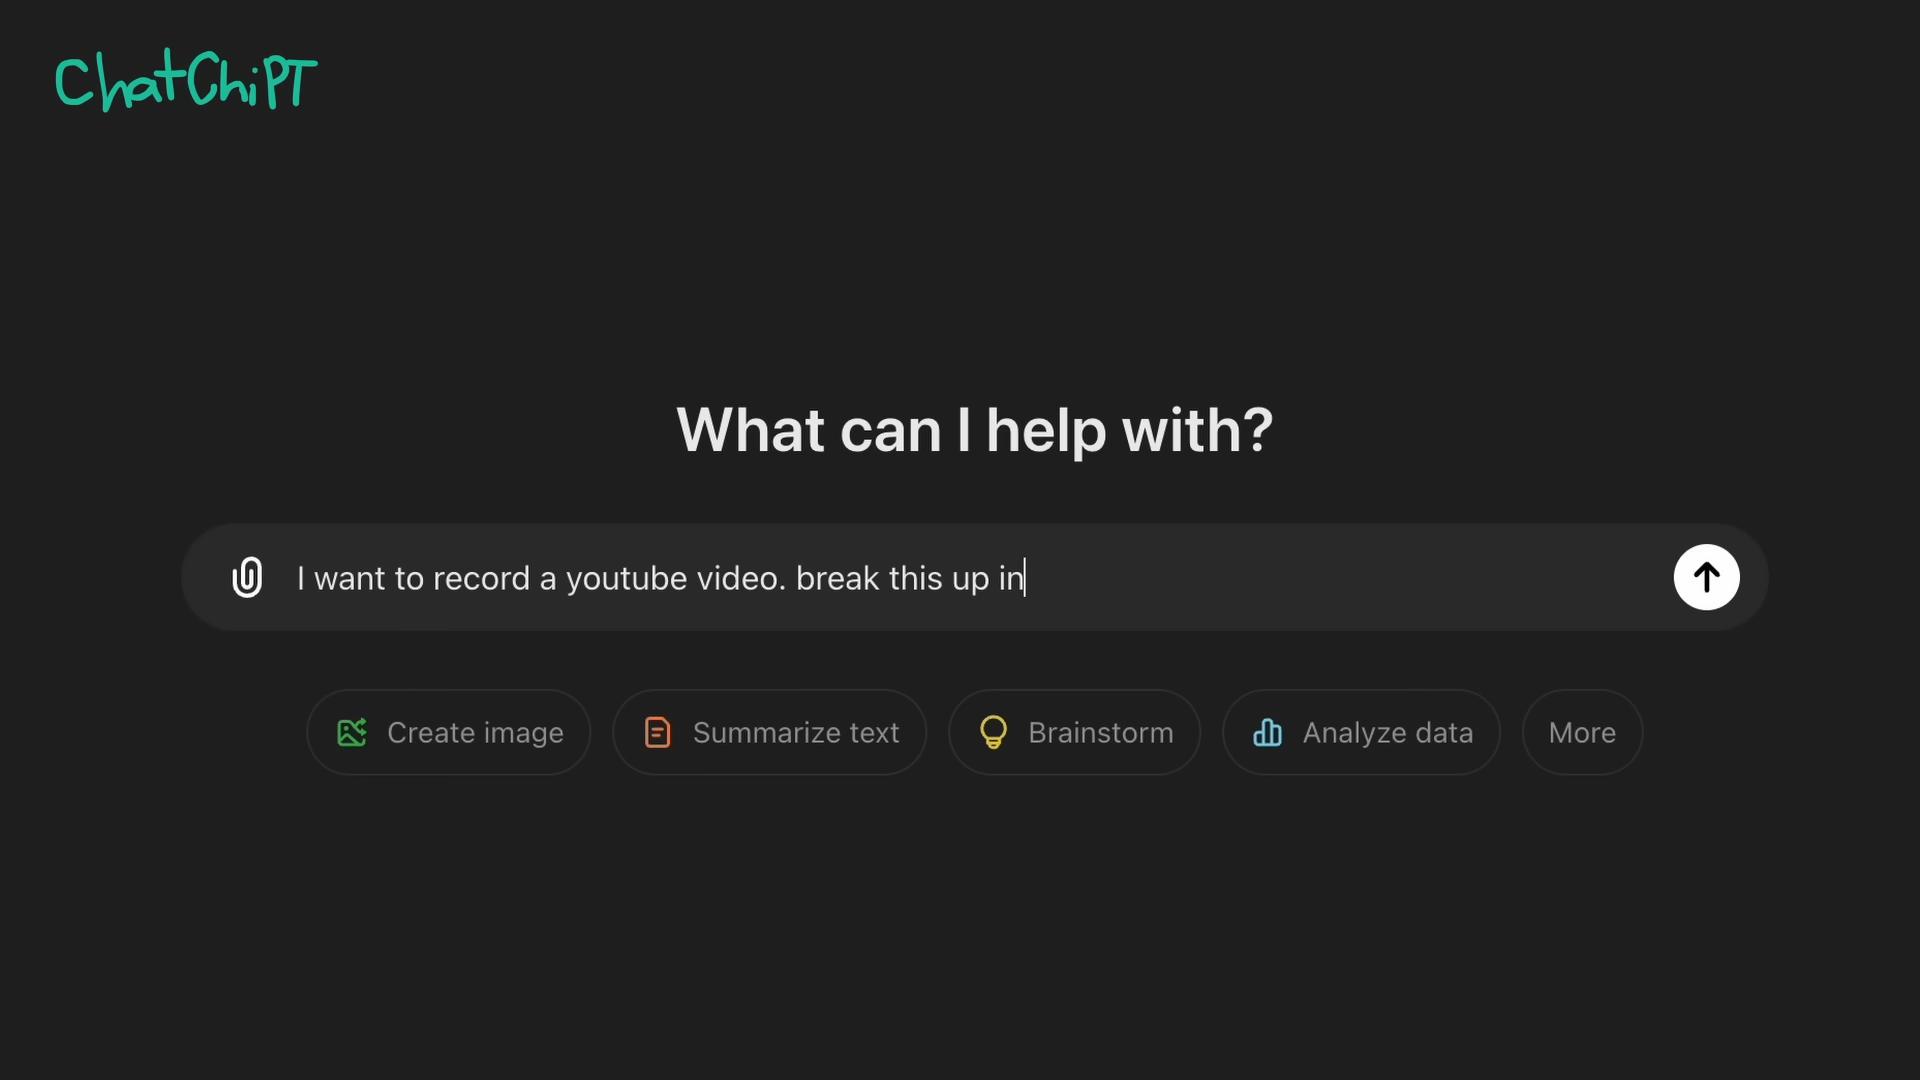 ChatChiPT
What can I help with?
I want to record a youtube video. break this up in
Create image
Summarize text
Brainstorm
Analyze data
More